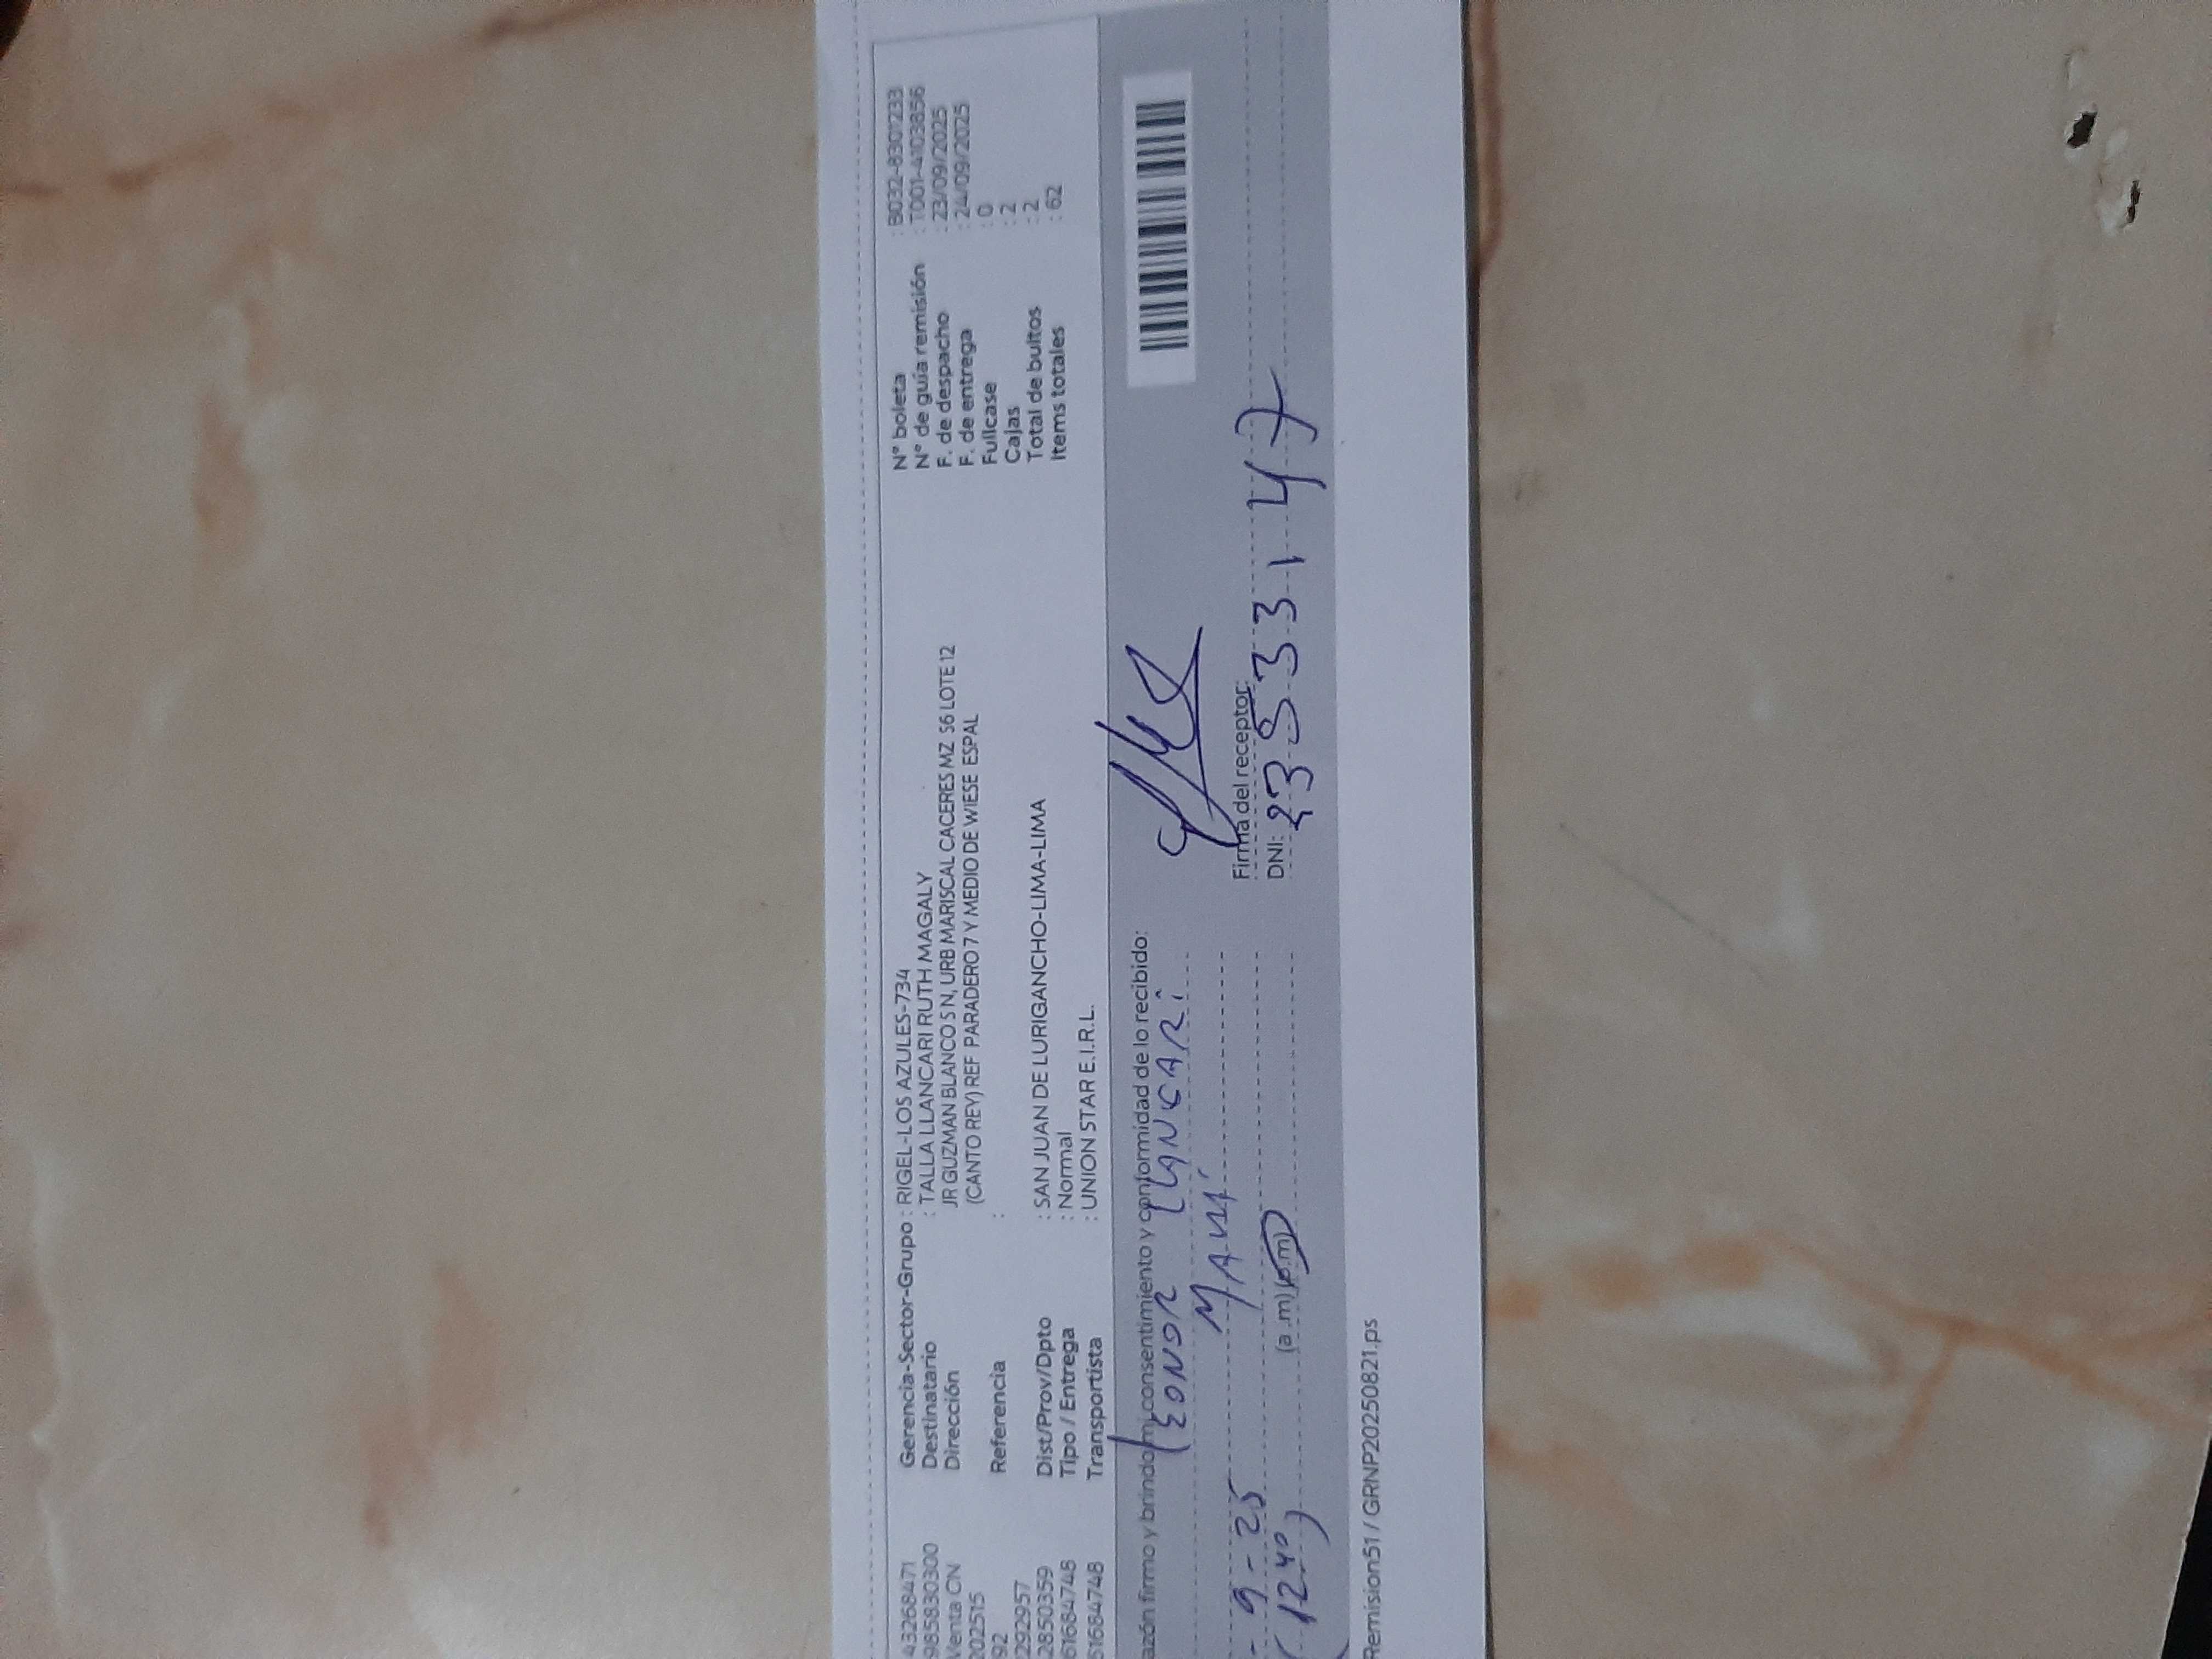 43268471
985830300
Venta CN
202515
92
292957
2850359
61684748
61684748
Gerencia-Sector-Grupo : RIGEL-LOS AZULES-734
Destinatario : TALLA LLANCARI RUTH MAGALY
Dirección JR GUZMAN BLANCO S N, URB MARISCAL CACERES MZ S6 LOTE 12
(CANTO REY) REF PARADERO 7 Y MEDIO DE WIESE ESPAL
Referencia :
Dist/Prov/Dpto : SAN JUAN DE LURIGANCHO-LIMA-LIMA
Tipo / Entrega : Normal
Transportista : UNION STAR E.I.R.L.
N° boleta : B032-8301233
N° de guía remisión : T001-4103856
F. de despacho : 23/09/2025
F. de entrega : 24/09/2025
Fullcase : 0
Cajas : 2
Total de bultos : 2
Items totales : 62
azón firmo y brindo mi consentimiento y conformidad de lo recibido:
LEONOR LLANCARI
- 9 - 25
(12 40) (a.m) (p.m)
Firma del receptor:
DNI: 23533147
Remision51 / GRNP20250821.ps